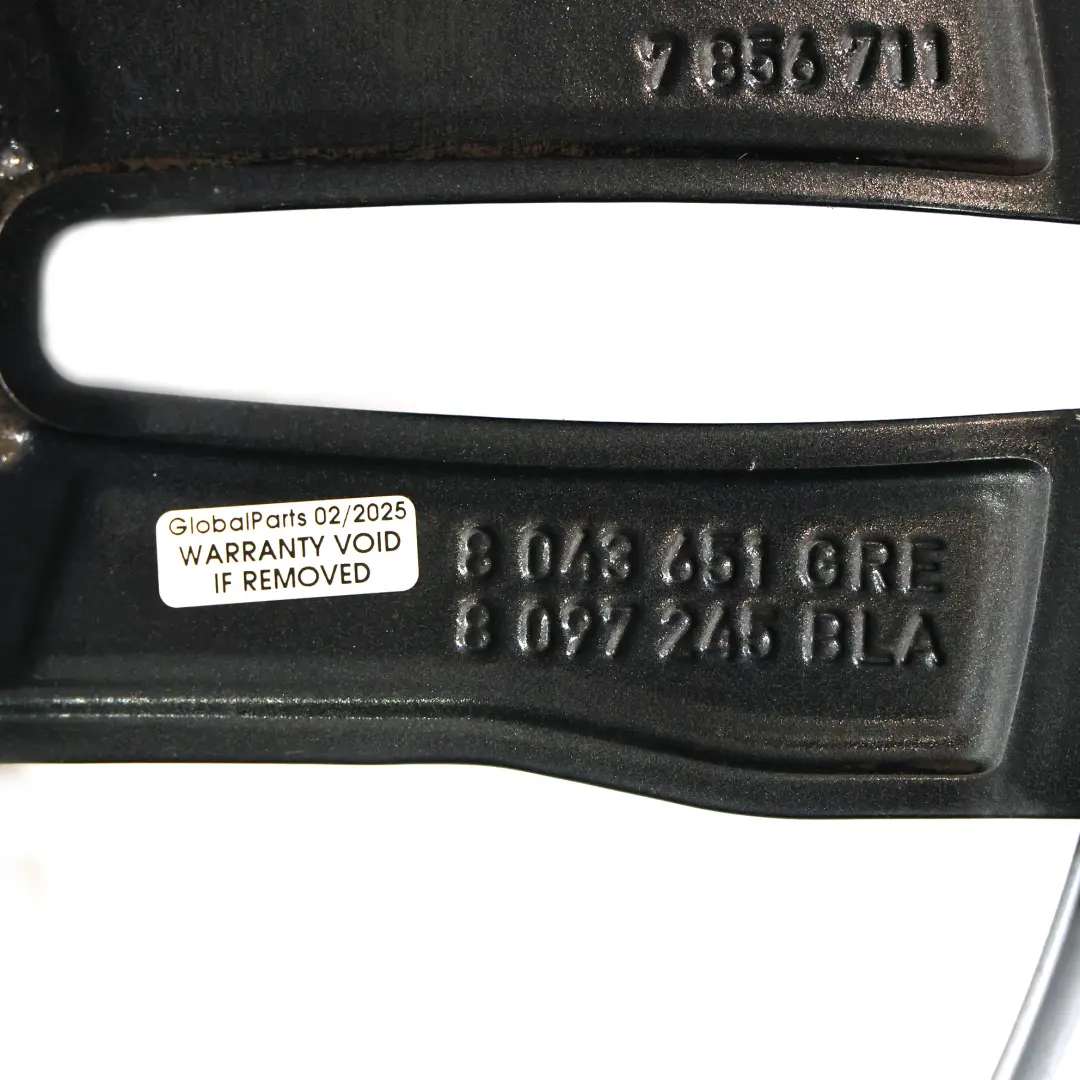 7 856 711
GlobalParts 02/2025
WARRANTY VOID
IF REMOVED
8 043 651 GRE
8 097 245 BLA